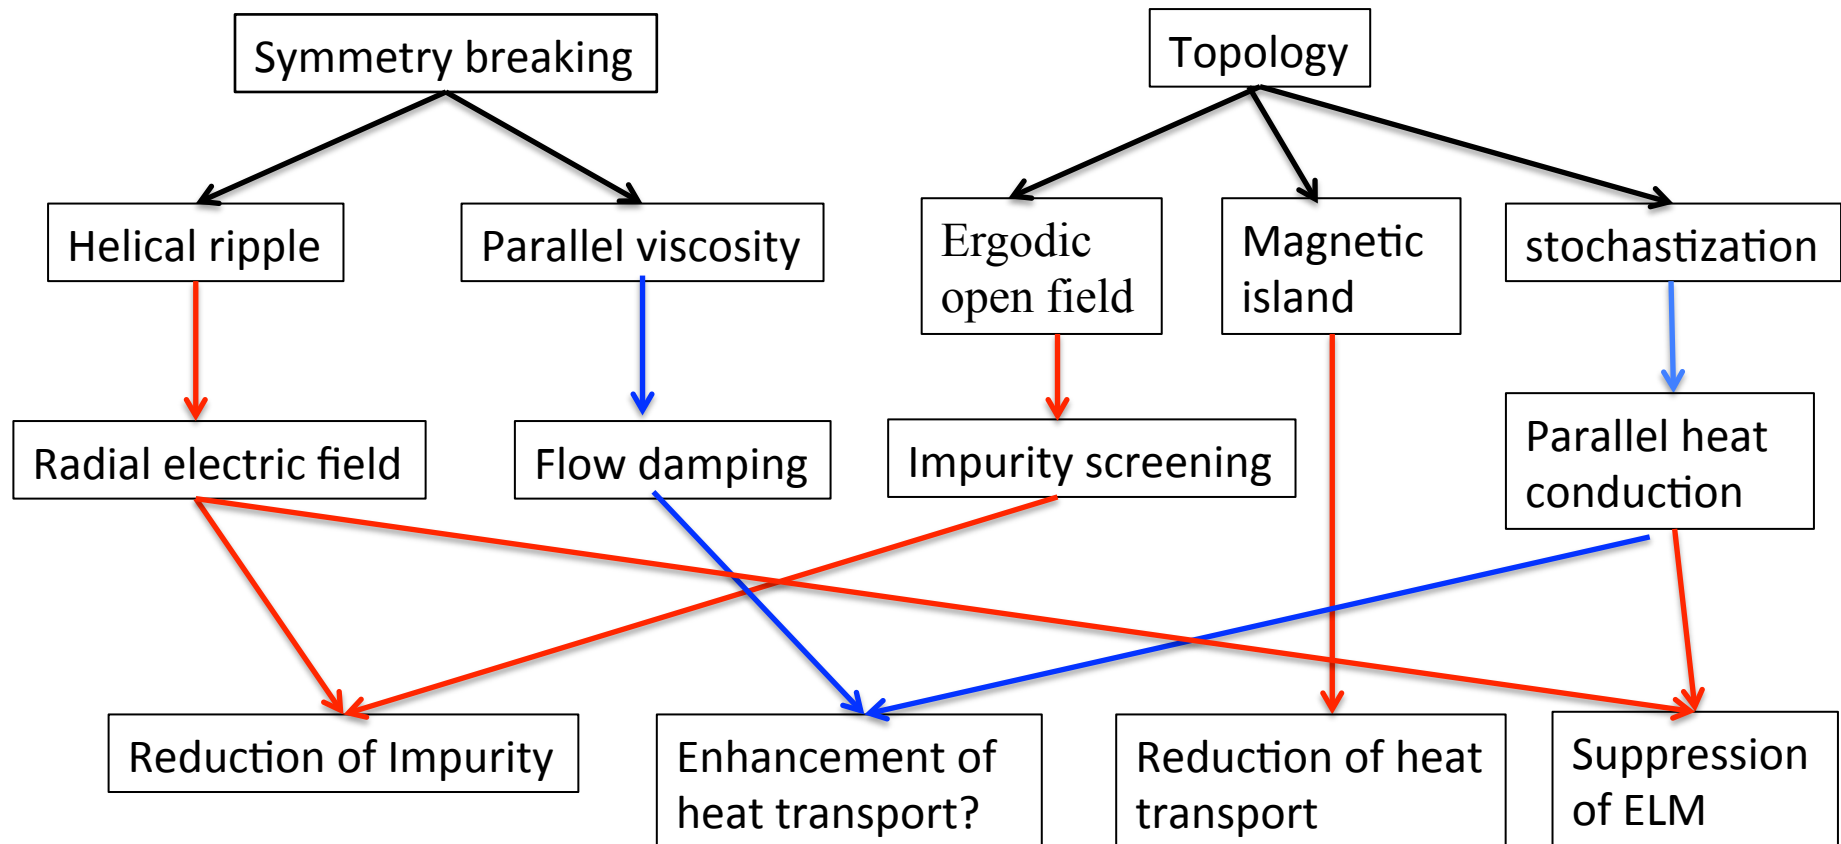 Symmetry breaking
Topology
Helical ripple
Parallel viscosity
Ergodic
open field
Magnetic
island
stochastization
Radial electric field
Flow damping
Impurity screening
Parallel heat
conduction
Reduction of Impurity
Enhancement of
heat transport?
Reduction of heat
transport
Suppression
of ELM